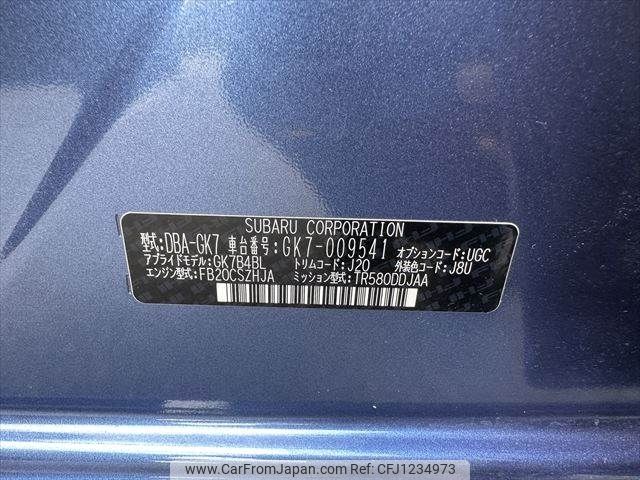 SUBARU CORPORATION
型式:DBA-GK7 車台番号:GK7-009541 オプションコード:UGC
アプライドモデル:GK7B4BL トリムコード:J20 外装色コード:J8U
エンジン型式:FB20CSZHJA ミッション型式:TR580DDJAA
www.CarFromJapan.com - Car Ref ID: CFJ1234973